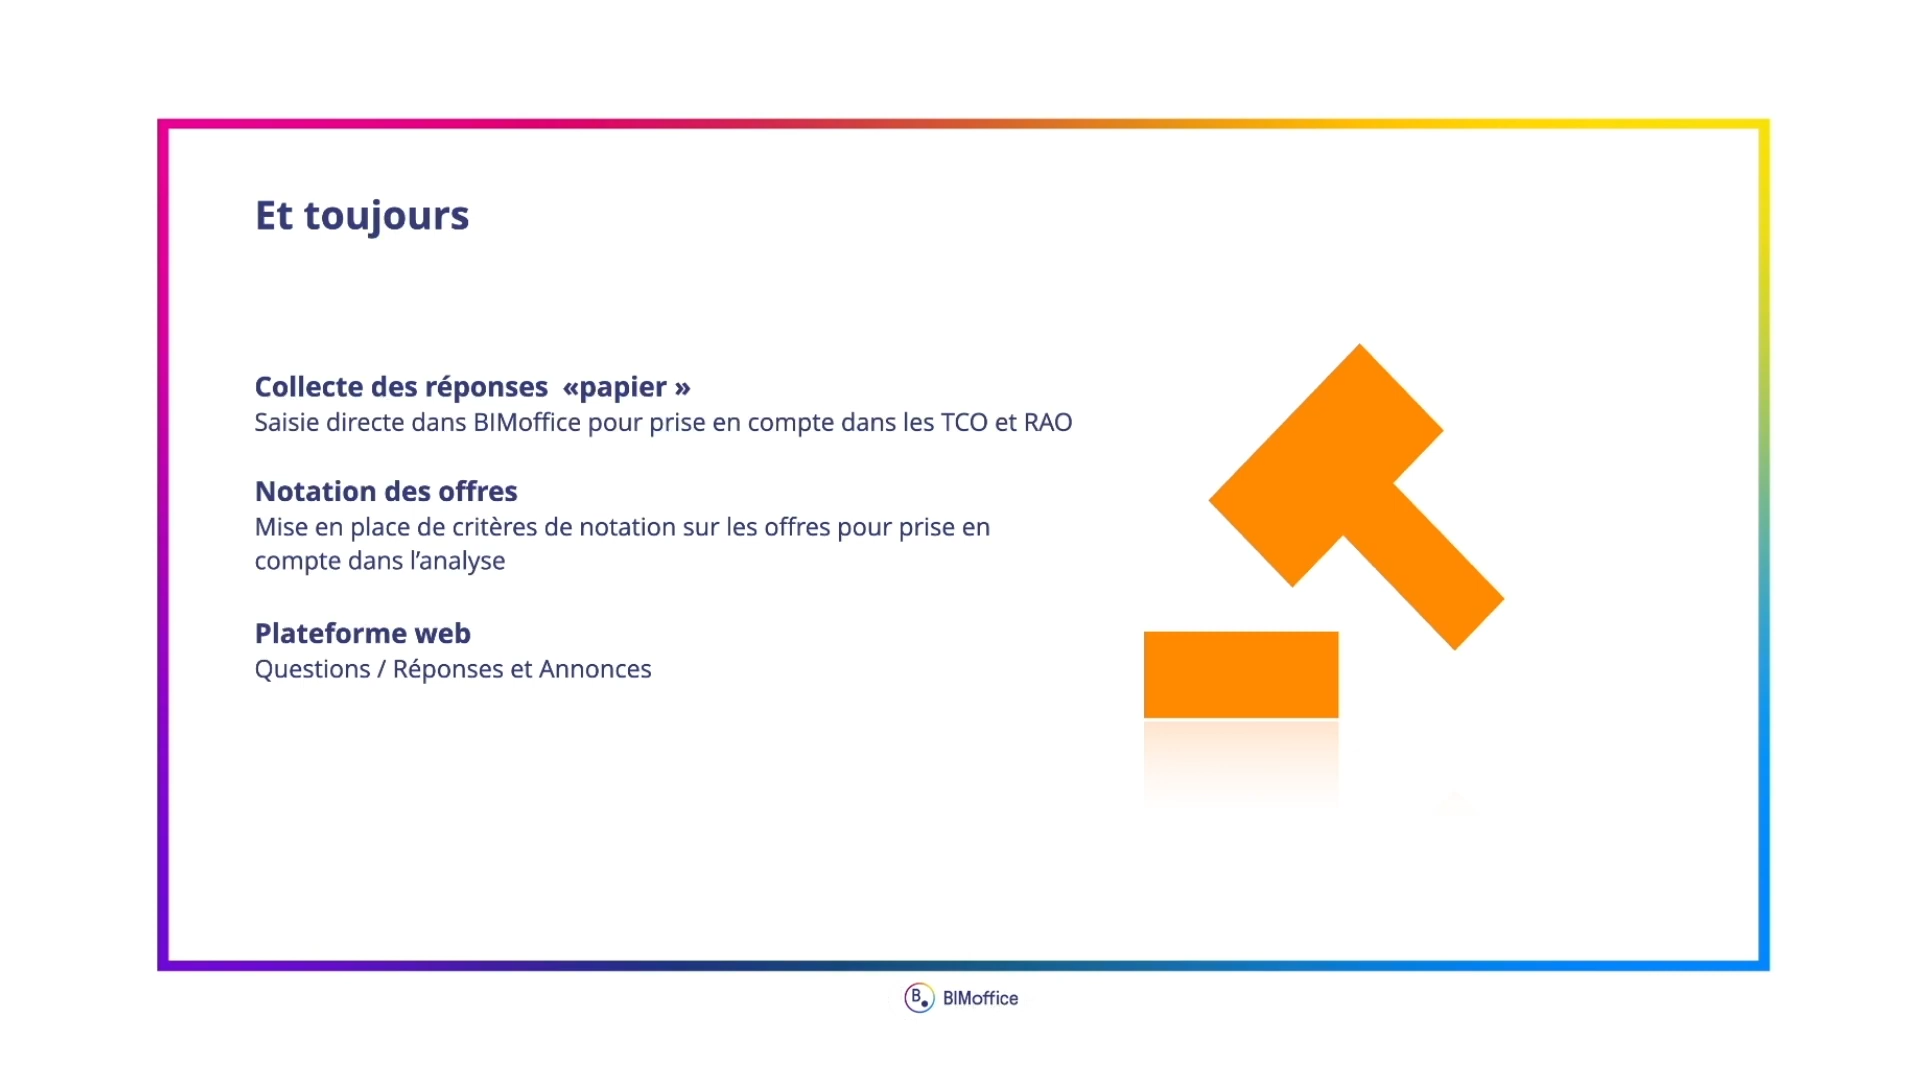 Et toujours
Collecte des réponses  «papier »
Saisie directe dans BIMoffice pour prise en compte dans les TCO et RAO
Notation des offres
Mise en place de critères de notation sur les offres pour prise en
compte dans l’analyse
Plateforme web
Questions / Réponses et Annonces
B. BIMoffice